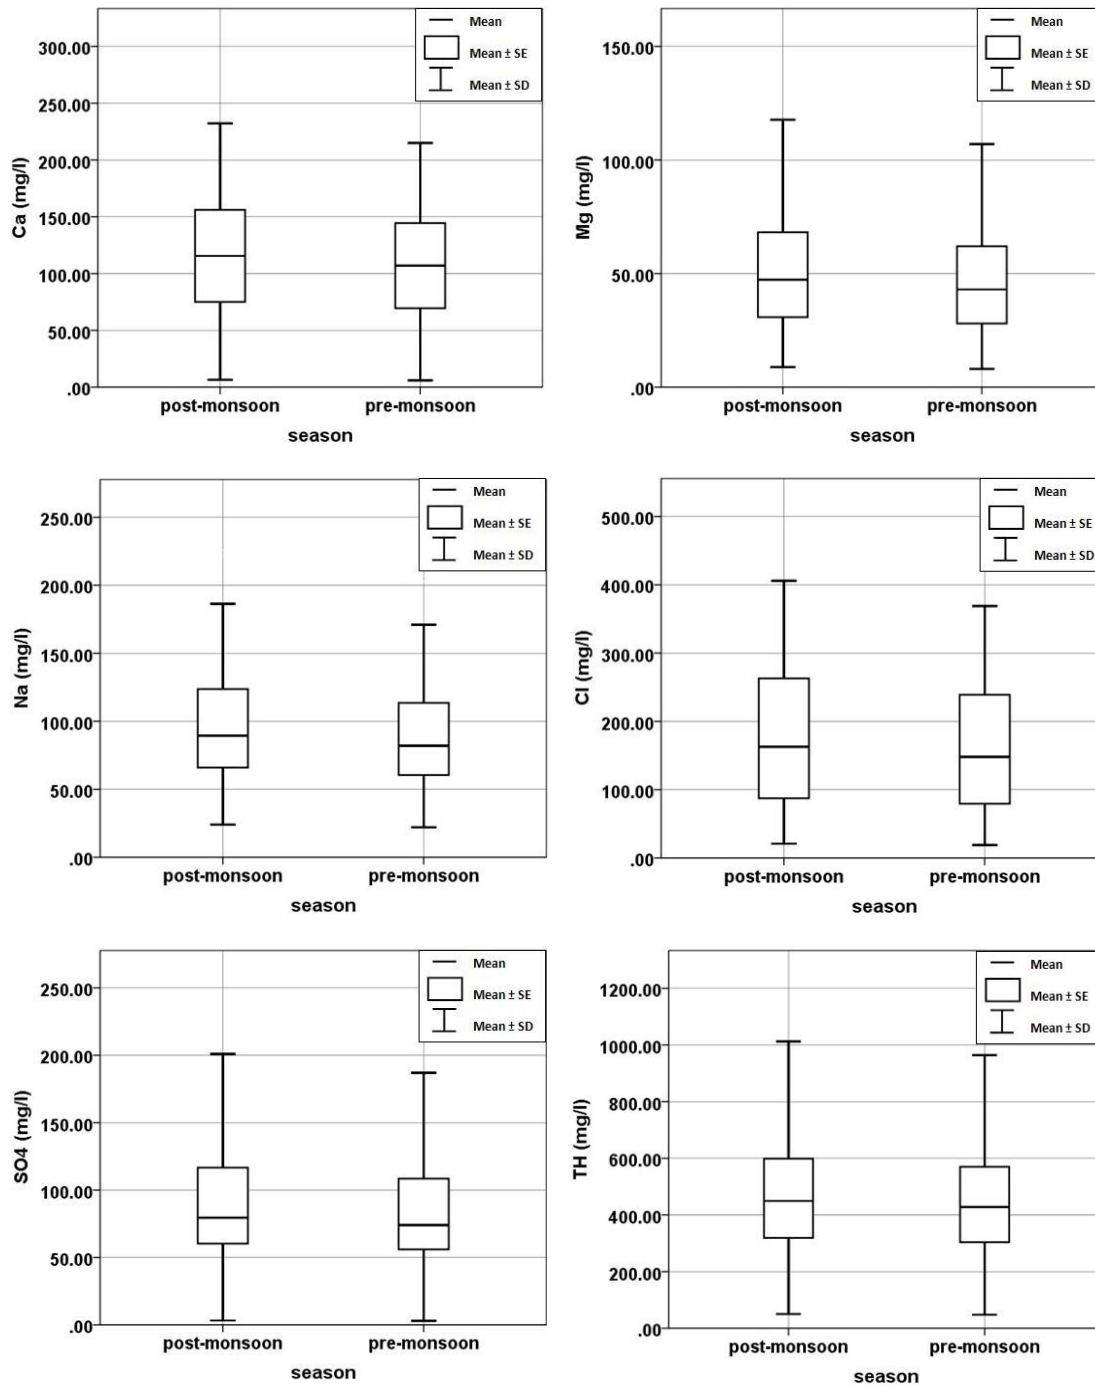 Mean
Mean ± SE
Mean ± SD
300.00
250.00
200.00
150.00
100.00
50.00
.00
Ca (mg/l)
post-monsoon
pre-monsoon
season
Mean
Mean ± SE
Mean ± SD
150.00
100.00
50.00
.00
Mg (mg/l)
post-monsoon
pre-monsoon
season
Mean
Mean ± SE
Mean ± SD
250.00
200.00
150.00
100.00
50.00
.00
Na (mg/l)
post-monsoon
pre-monsoon
season
Mean
Mean ± SE
Mean ± SD
500.00
400.00
300.00
200.00
100.00
.00
Cl (mg/l)
post-monsoon
pre-monsoon
season
Mean
Mean ± SE
Mean ± SD
250.00
200.00
150.00
100.00
50.00
.00
SO4 (mg/l)
post-monsoon
pre-monsoon
season
Mean
Mean ± SE
Mean ± SD
1200.00
1000.00
800.00
600.00
400.00
200.00
.00
TH (mg/l)
post-monsoon
pre-monsoon
season